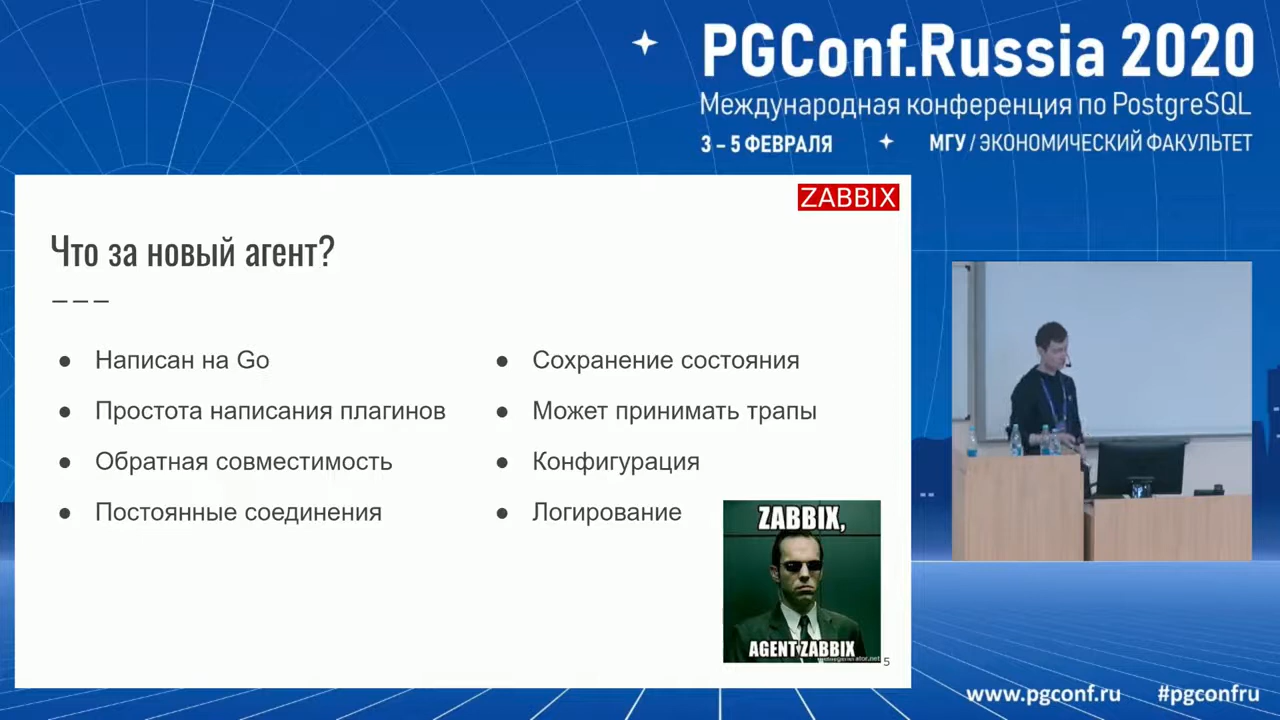 PGConf.Russia 2020
Международная конференция по PostgreSQL
3 – 5 ФЕВРАЛЯ
МГУ / ЭКОНОМИЧЕСКИЙ ФАКУЛЬТЕТ
ZABBIX
Что за новый агент?
● Написан на Go
● Простота написания плагинов
● Обратная совместимость
● Постоянные соединения
● Сохранение состояния
● Может принимать трапы
● Конфигурация
● Логирование
ZABBIX,
AGENT ZABBIX
5
www.pgconf.ru #pgconfru